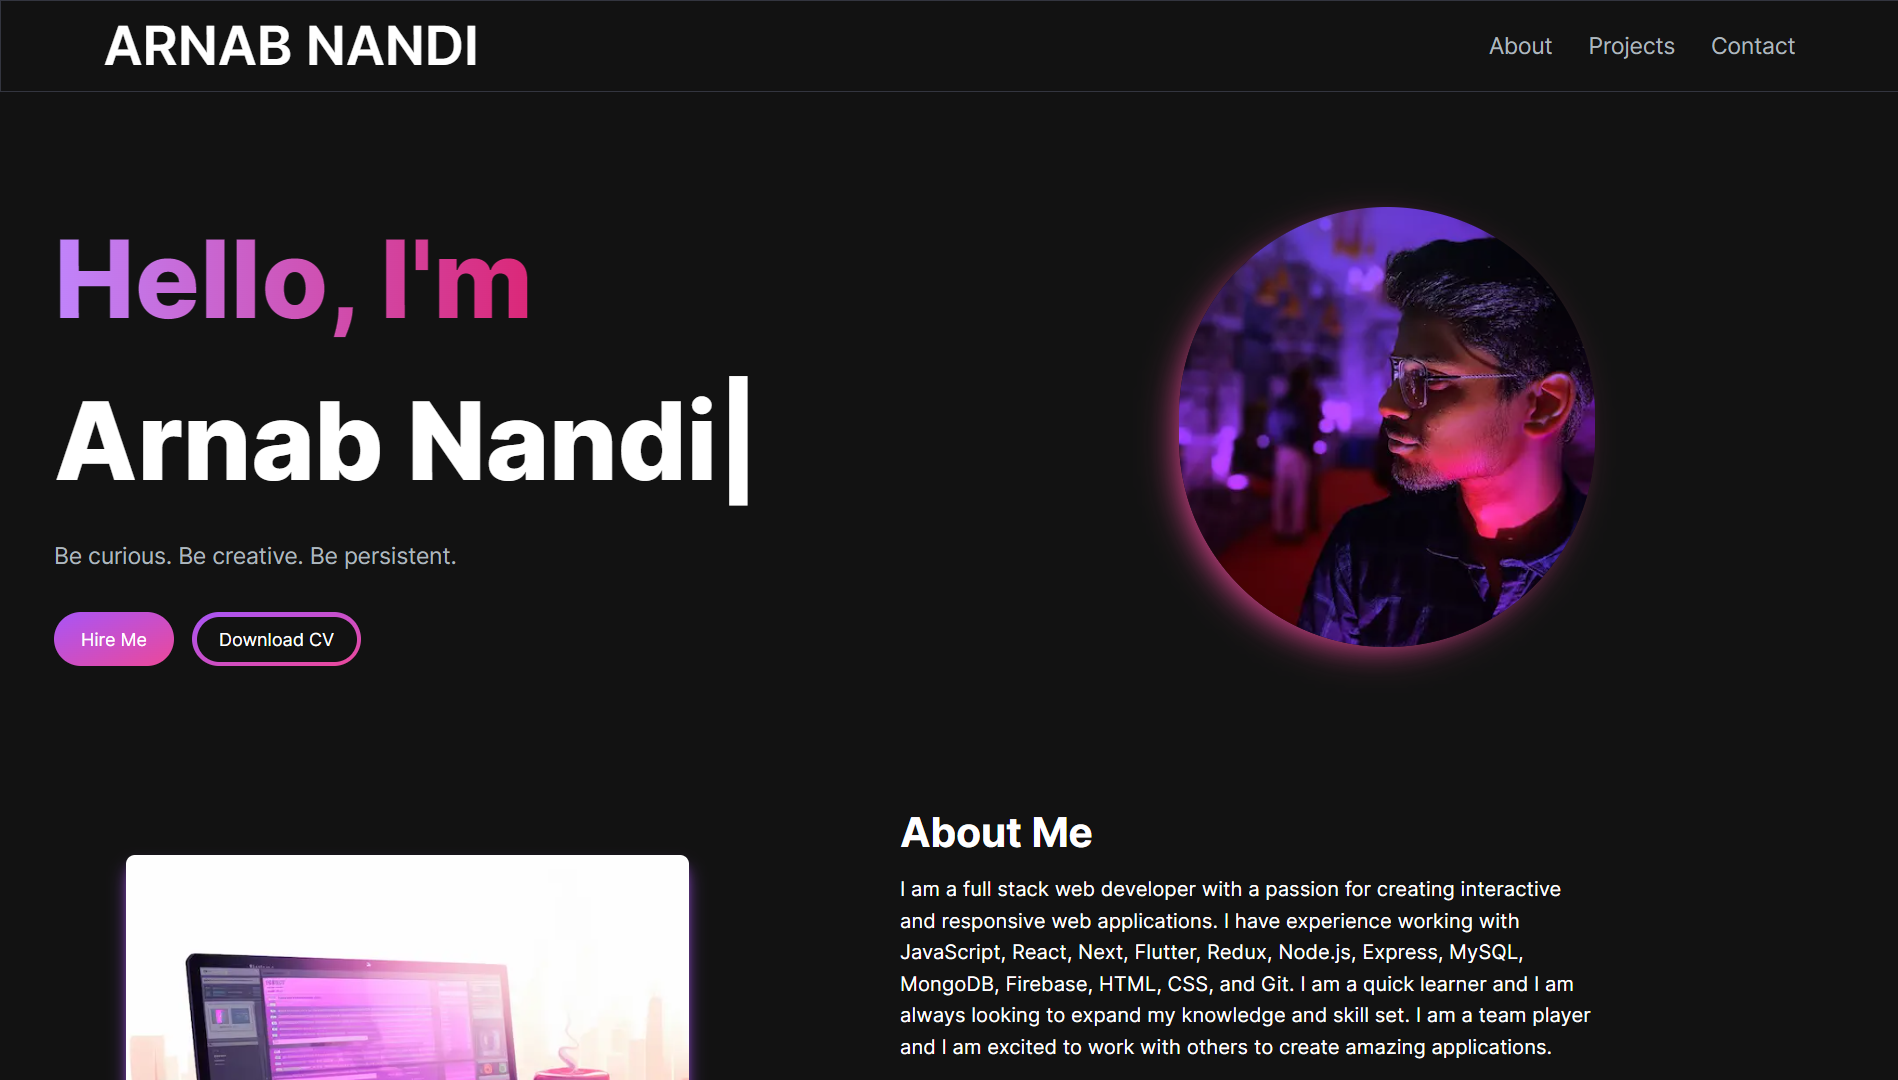 ARNAB NANDI
About Projects Contact
Hello, I'm
Arnab Nandi
Be curious. Be creative. Be persistent.
Hire Me
Download CV
About Me
I am a full stack web developer with a passion for creating interactive
and responsive web applications. I have experience working with
JavaScript, React, Next, Flutter, Redux, Node.js, Express, MySQL,
MongoDB, Firebase, HTML, CSS, and Git. I am a quick learner and I am
always looking to expand my knowledge and skill set. I am a team player
and I am excited to work with others to create amazing applications.